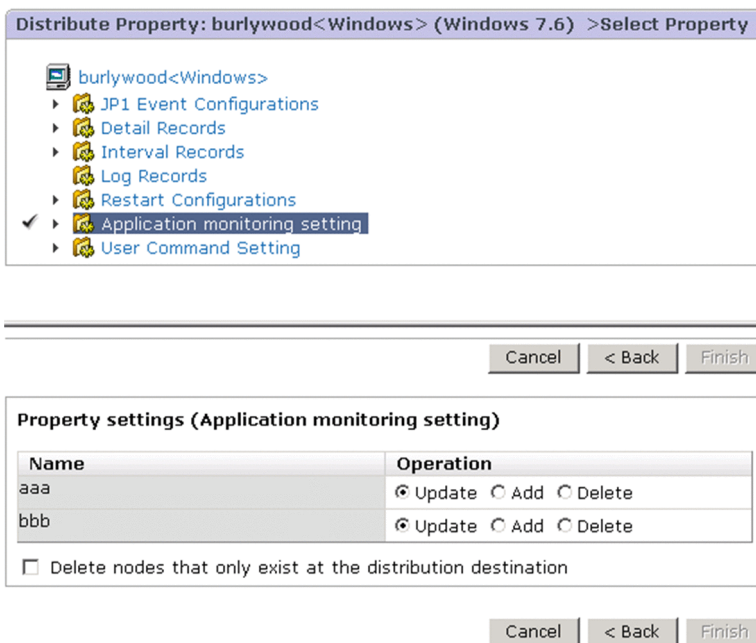 Distribute Property: burlywood<Windows> (Windows 7.6) >Select Property
burlywood<Windows>
JP1 Event Configurations
Detail Records
Interval Records
Log Records
Restart Configurations
Application monitoring setting
User Command Setting
Cancel < Back Finish
Property settings (Application monitoring setting)
Name Operation
aaa Update Add Delete
bbb Update Add Delete
Delete nodes that only exist at the distribution destination
Cancel < Back Finish